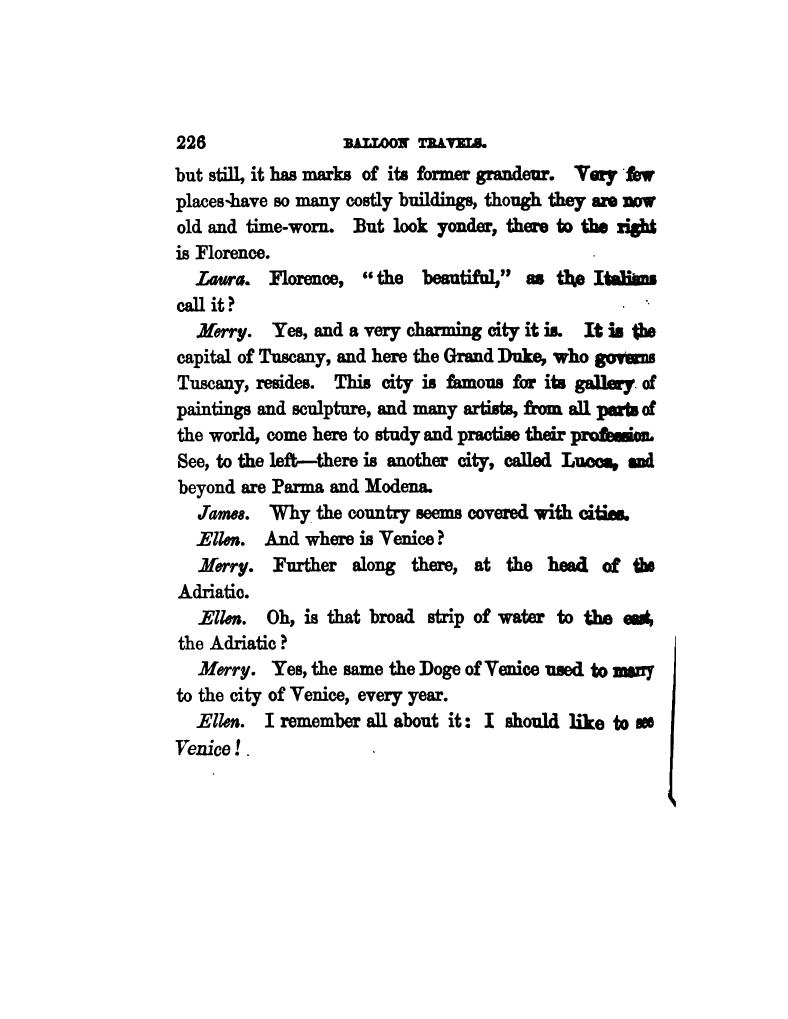 226 BALLOON TRAVELS.
but still, it has marks of its former grandeur. Very few
places have so many costly buildings, though they are now
old and time-worn. But look yonder, there to the right
is Florence.
Laura. Florence, "the beautiful," as the Italians
call it?
Merry. Yes, and a very charming city it is. It is the
capital of Tuscany, and here the Grand Duke, who governs
Tuscany, resides. This city is famous for its gallery of
paintings and sculpture, and many artists, from all parts of
the world, come here to study and practise their profession.
See, to the left—there is another city, called Lucca, and
beyond are Parma and Modena.
James. Why the country seems covered with cities.
Ellen. And where is Venice?
Merry. Further along there, at the head of the
Adriatic.
Ellen. Oh, is that broad strip of water to the east,
the Adriatic?
Merry. Yes, the same the Doge of Venice used to marry
to the city of Venice, every year.
Ellen. I remember all about it: I should like to see
Venice!